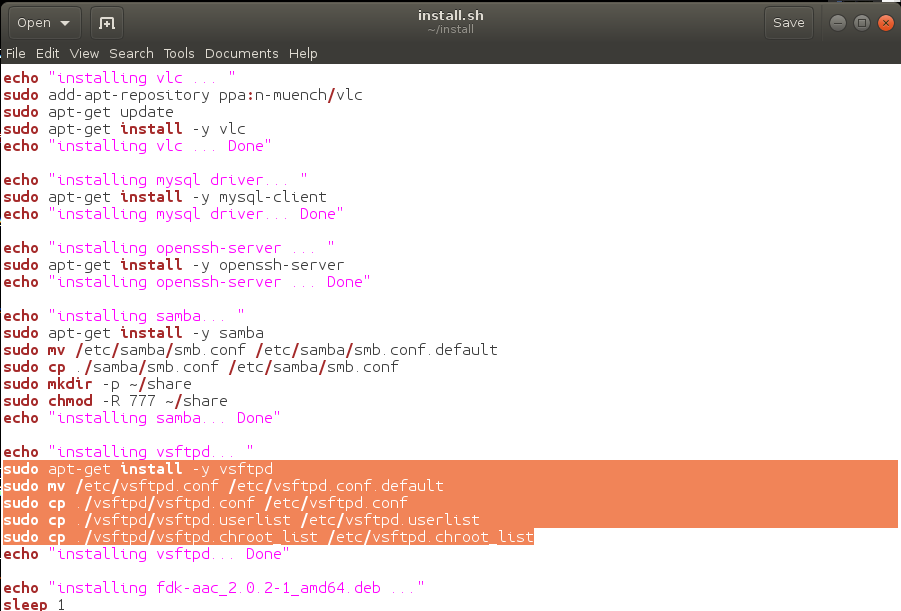 Open
install.sh
~/install
Save
File Edit View Search Tools Documents Help
echo "installing vlc ... "
sudo add-apt-repository ppa:n-muench/vlc
sudo apt-get update
sudo apt-get install -y vlc
echo "installing vlc ... Done"
echo "installing mysql driver... "
sudo apt-get install -y mysql-client
echo "installing mysql driver... Done"
echo "installing openssh-server ... "
sudo apt-get install -y openssh-server
echo "installing openssh-server ... Done"
echo "installing samba... "
sudo apt-get install -y samba
sudo mv /etc/samba/smb.conf /etc/samba/smb.conf.default
sudo cp ./samba/smb.conf /etc/samba/smb.conf
sudo mkdir -p ~/share
sudo chmod -R 777 ~/share
echo "installing samba... Done"
echo "installing vsftpd... "
sudo apt-get install -y vsftpd
sudo mv /etc/vsftpd.conf /etc/vsftpd.conf.default
sudo cp ./vsftpd/vsftpd.conf /etc/vsftpd.conf
sudo cp ./vsftpd/vsftpd.userlist /etc/vsftpd.userlist
sudo cp ./vsftpd/vsftpd.chroot_list /etc/vsftpd.chroot_list
echo "installing vsftpd... Done"
echo "installing fdk-aac_2.0.2-1_amd64.deb ..."
sleep 1